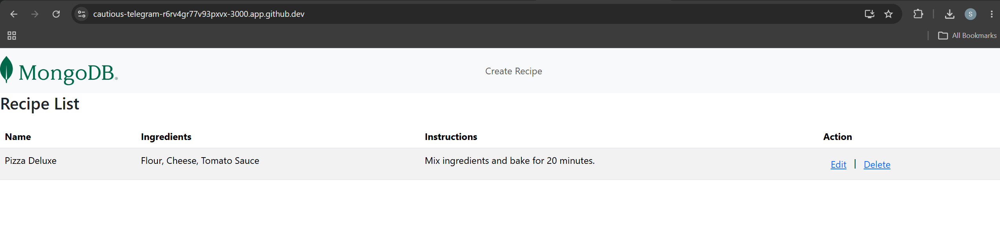 cautious-telegram-r6rv4gr77v93pxvx-3000.app.github.dev
S
All Bookmarks
MongoDB®
Create Recipe
Recipe List
Name Ingredients Instructions Action
Pizza Deluxe Flour, Cheese, Tomato Sauce Mix ingredients and bake for 20 minutes. Edit | Delete